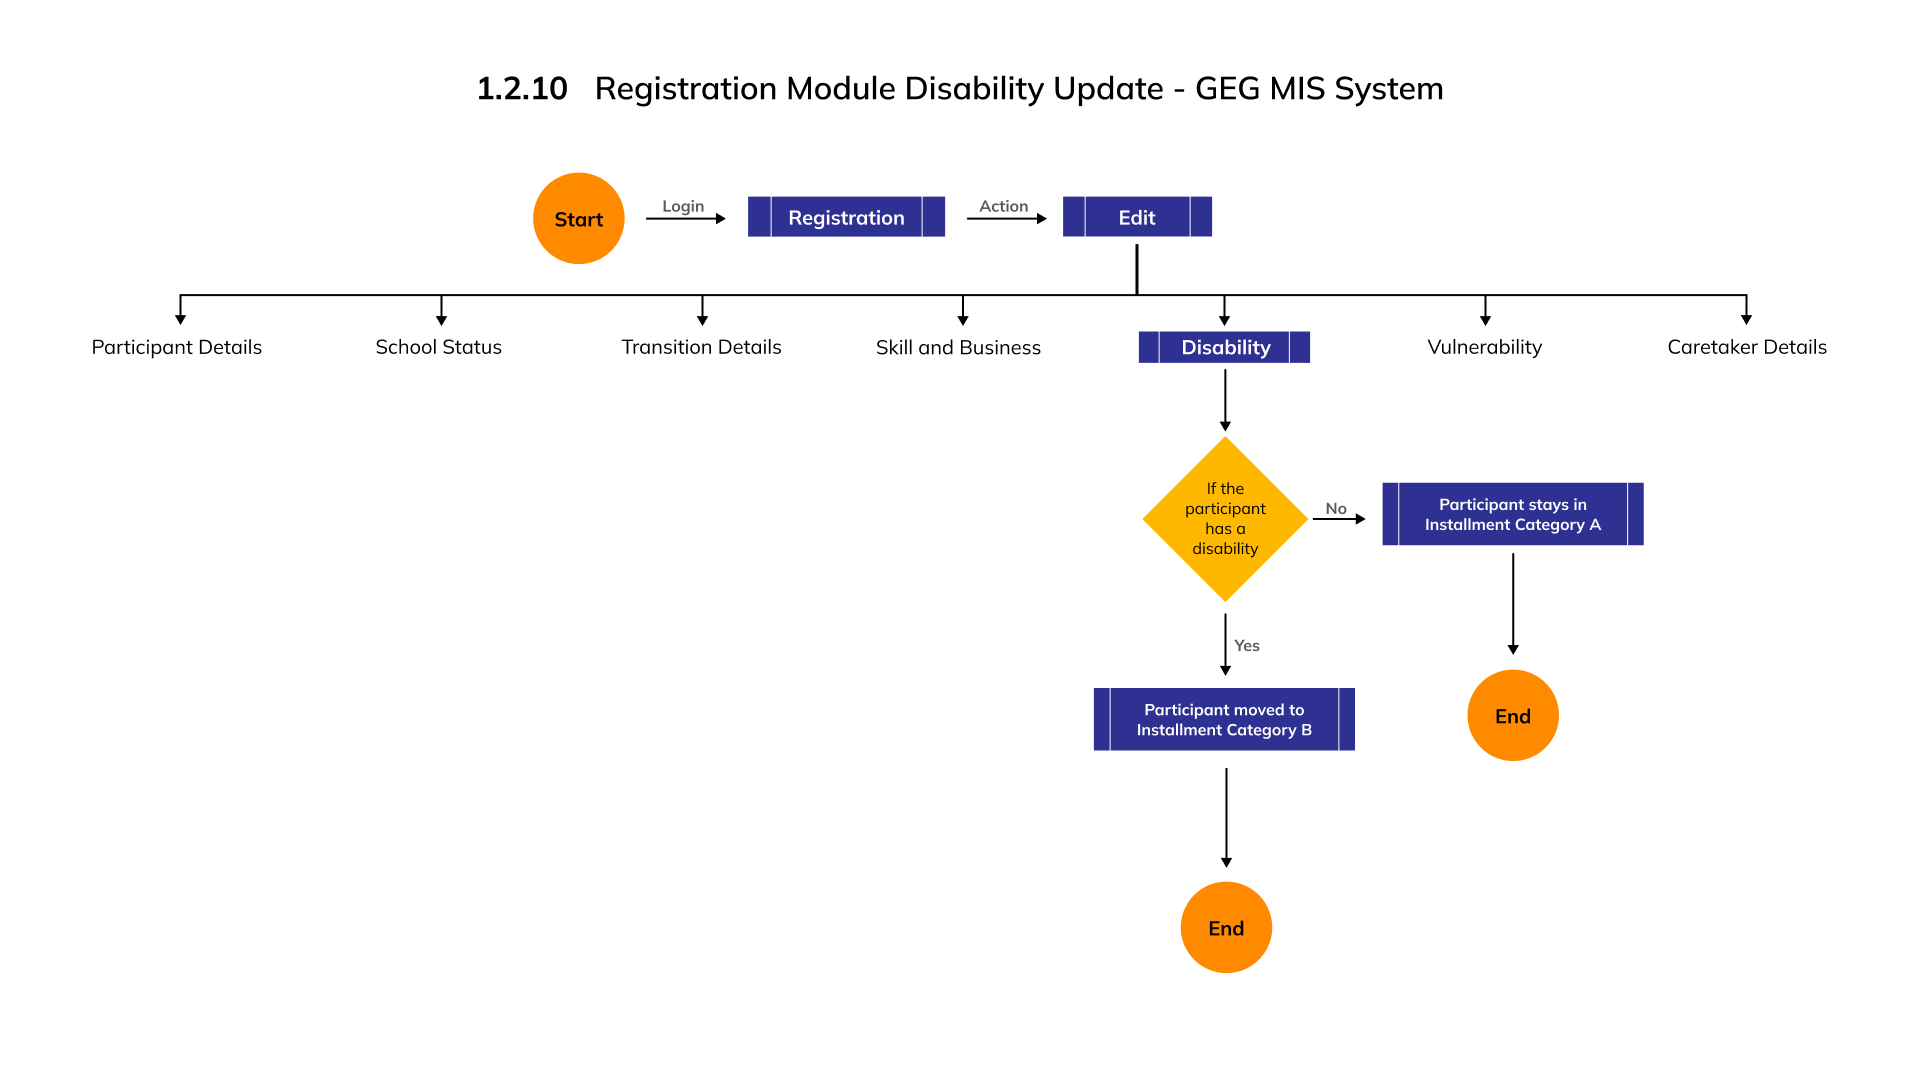 1.2.10 Registration Module Disability Update - GEG MIS System
Start
Login
Registration
Action
Edit
Participant Details
School Status
Transition Details
Skill and Business
Disability
Vulnerability
Caretaker Details
If the
participant
has a
disability
No
Participant stays in
Installment Category A
Yes
Participant moved to
Installment Category B
End
End